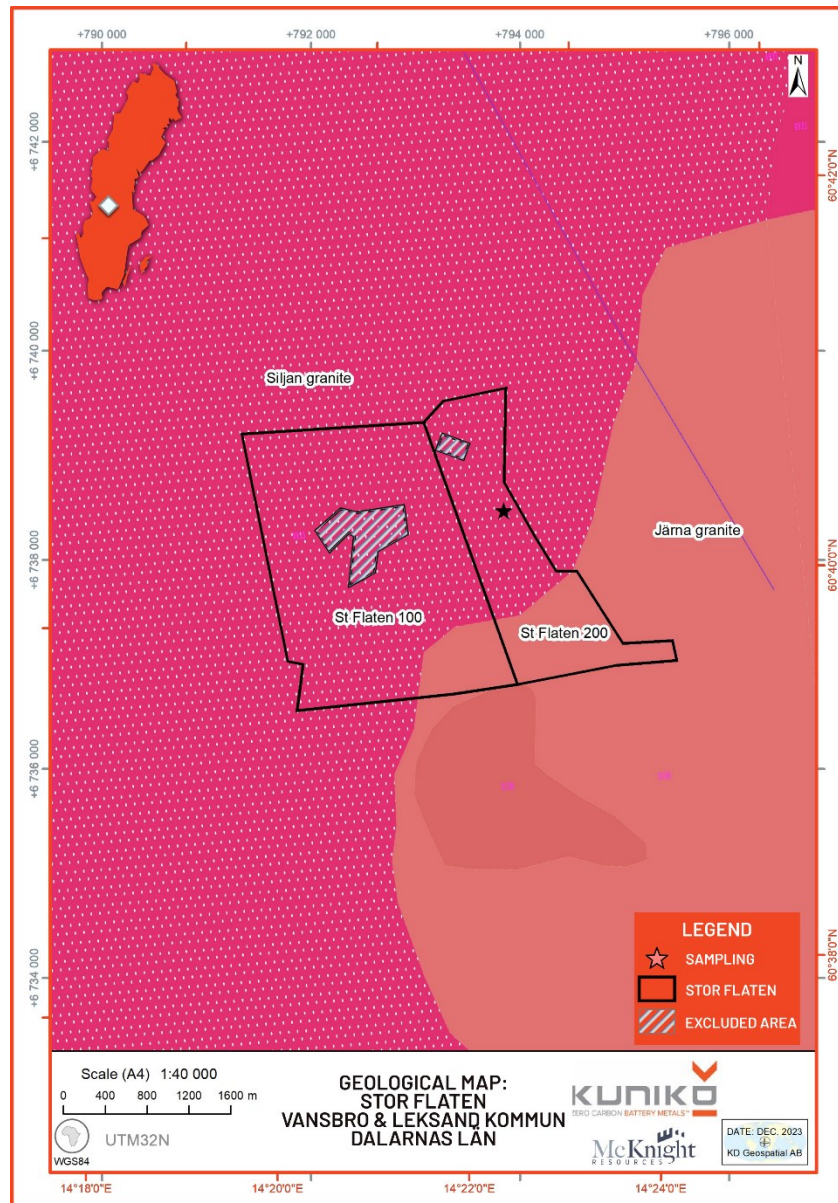 +790 000
+792 000
+794 000
+796 000
N
+6 742 000
60°42'0"N
+6 740 000
Siljan granite
Järna granite
+6 738 000
60°40'0"N
St Flaten 100
St Flaten 200
+6 736 000
+6 734 000
60°38'0"N
LEGEND
SAMPLING
STOR FLATEN
EXCLUDED AREA
Scale (A4) 1:40 000
0 400 800 1200 1600 m
UTM32N
WGS84
GEOLOGICAL MAP:
STOR FLATEN
VANSBRO & LEKSAND KOMMUN
DALARNAS LÄN
KUNIKO
ZERO CARBON BATTERY METALS™
McKnight
RESOURCES
DATE: DEC. 2023
KD Geospatial AB
14°18'0"E
14°20'0"E
14°22'0"E
14°24'0"E